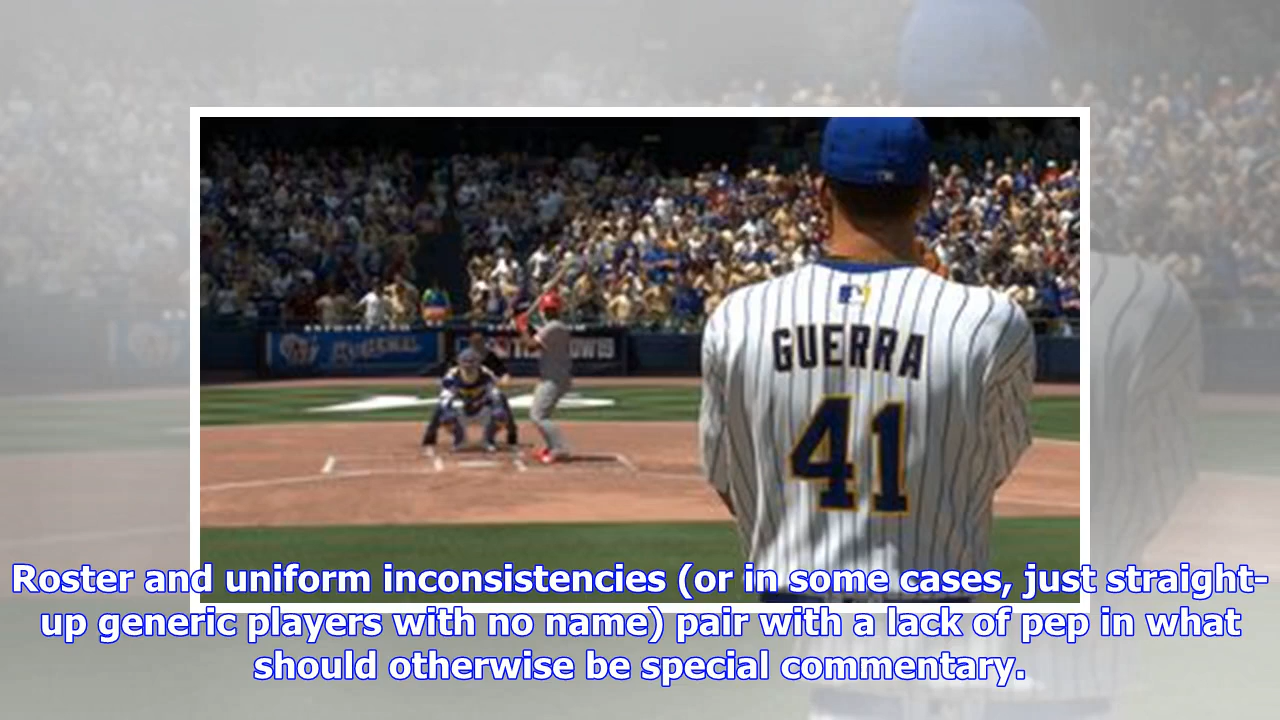 GUERRA
41
Roster and uniform inconsistencies (or in some cases, just straight-
up generic players with no name) pair with a lack of pep in what
should otherwise be special commentary.